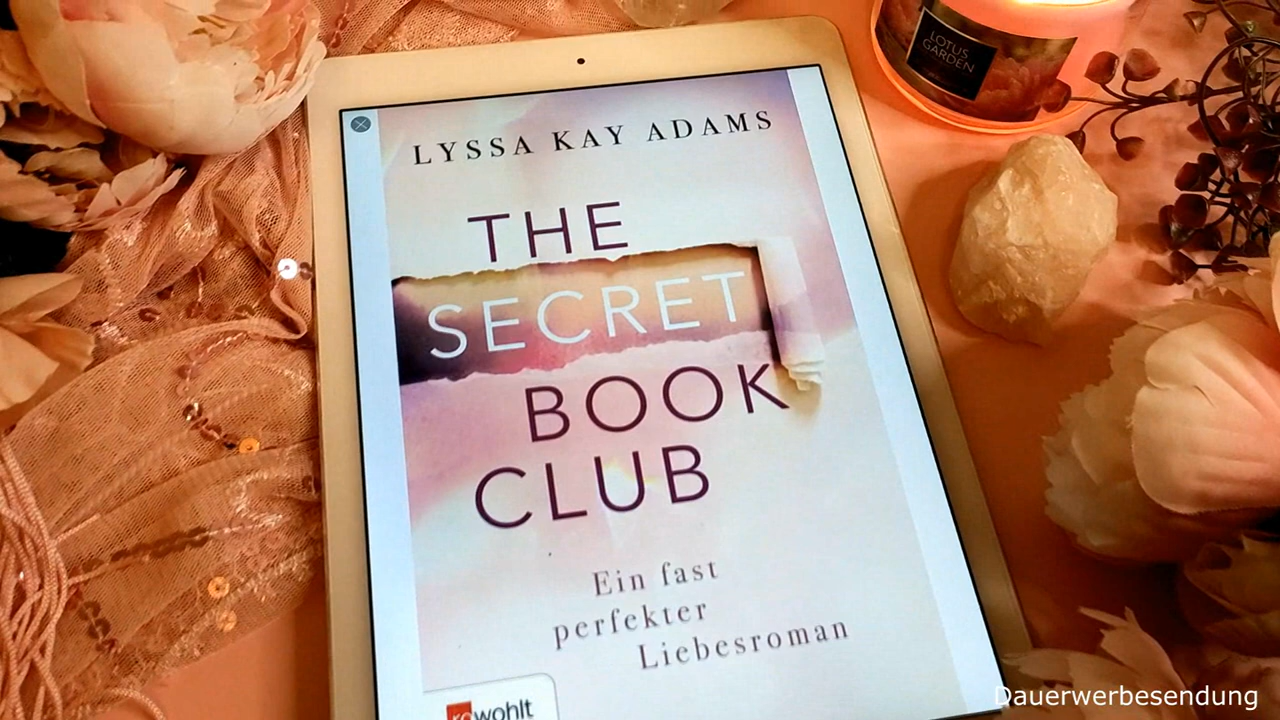 LOTUS
GARDEN
LYSSA KAY ADAMS
THE
SECRET
BOOK
CLUB
Ein fast
perfekter
Liebesroman
rowohlt
Dauerwerbesendung